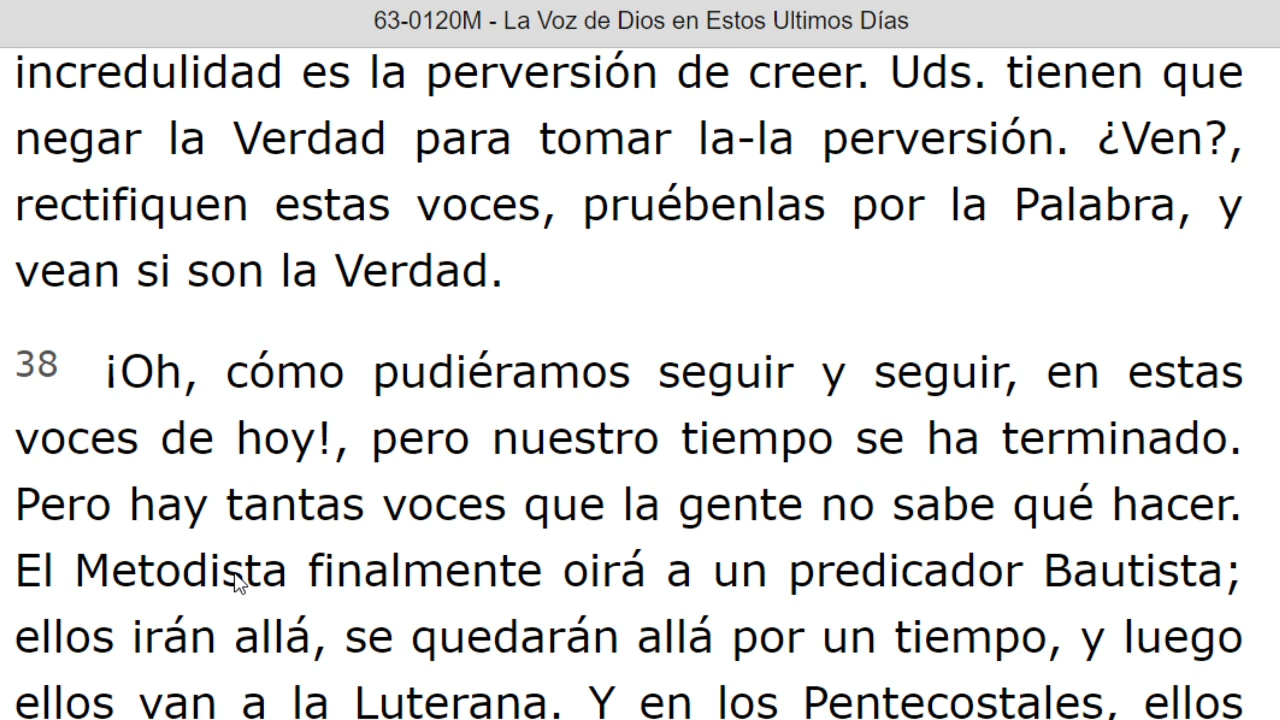 63-0120M - La Voz de Dios en Estos Ultimos Días
incredulidad es la perversión de creer. Uds. tienen que
negar la Verdad para tomar la-la perversión. ¿Ven?,
rectifiquen estas voces, pruébenlas por la Palabra, y
vean si son la Verdad.
38 ¡Oh, cómo pudiéramos seguir y seguir, en estas
voces de hoy!, pero nuestro tiempo se ha terminado.
Pero hay tantas voces que la gente no sabe qué hacer.
El Metodista finalmente oirá a un predicador Bautista;
ellos irán allá, se quedarán allá por un tiempo, y luego
ellos van a la Luterana. Y en los Pentecostales, ellos